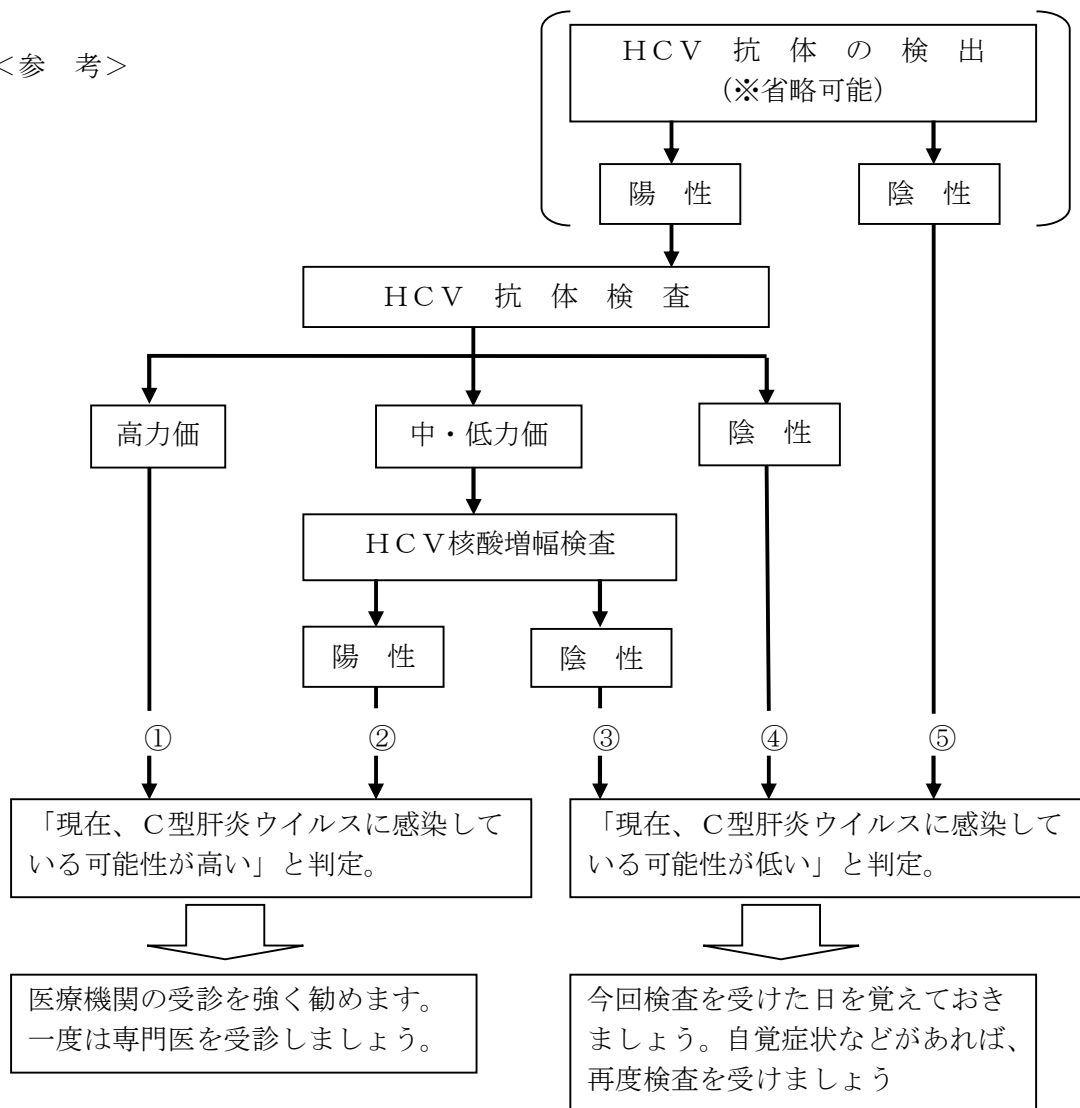 <参　考>
HCV　抗　体　の　検　出
(※省略可能)
陽　性
陰　性
HCV　抗　体　検　査
高力価
中・低力価
陰　性
HCV核酸増幅検査
陽　性
陰　性
①
②
③
④
⑤
「現在、C型肝炎ウイルスに感染して
いる可能性が高い」と判定。
「現在、C型肝炎ウイルスに感染して
いる可能性が低い」と判定。
医療機関の受診を強く勧めます。
一度は専門医を受診しましょう。
今回検査を受けた日を覚えておき
ましょう。自覚症状などがあれば、
再度検査を受けましょう